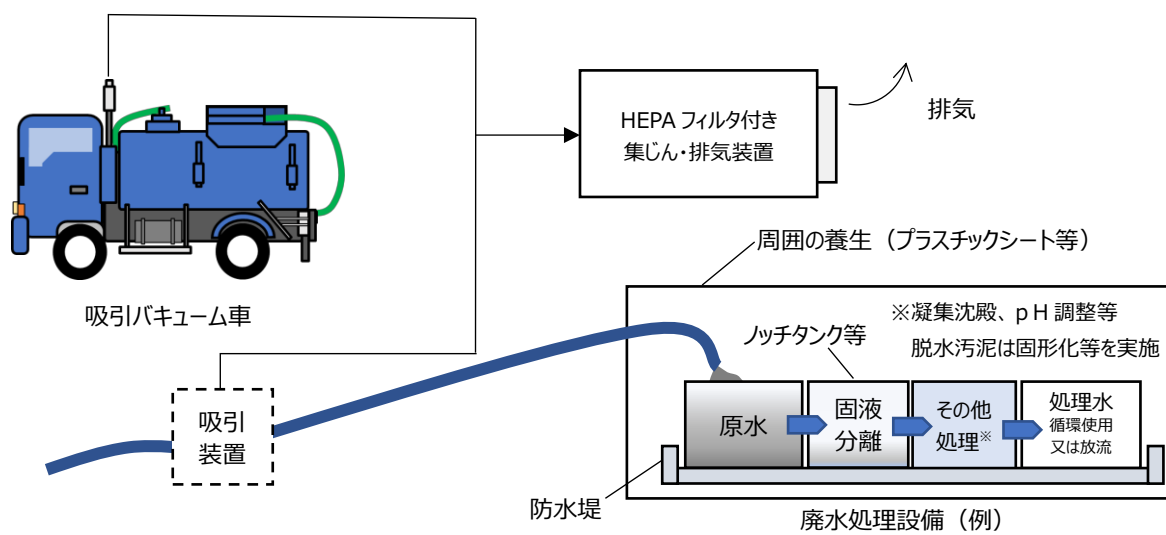 HEPA フィルタ付き
集じん・排気装置
排気
吸引バキューム車
周囲の養生（プラスチックシート等）
※凝集沈殿、ｐH 調整等
脱水汚泥は固形化等を実施
ノッチタンク等
吸引
装置
原水
固液
分離
その他
処理※
処理水
循環使用
又は放流
防水堤
廃水処理設備（例）